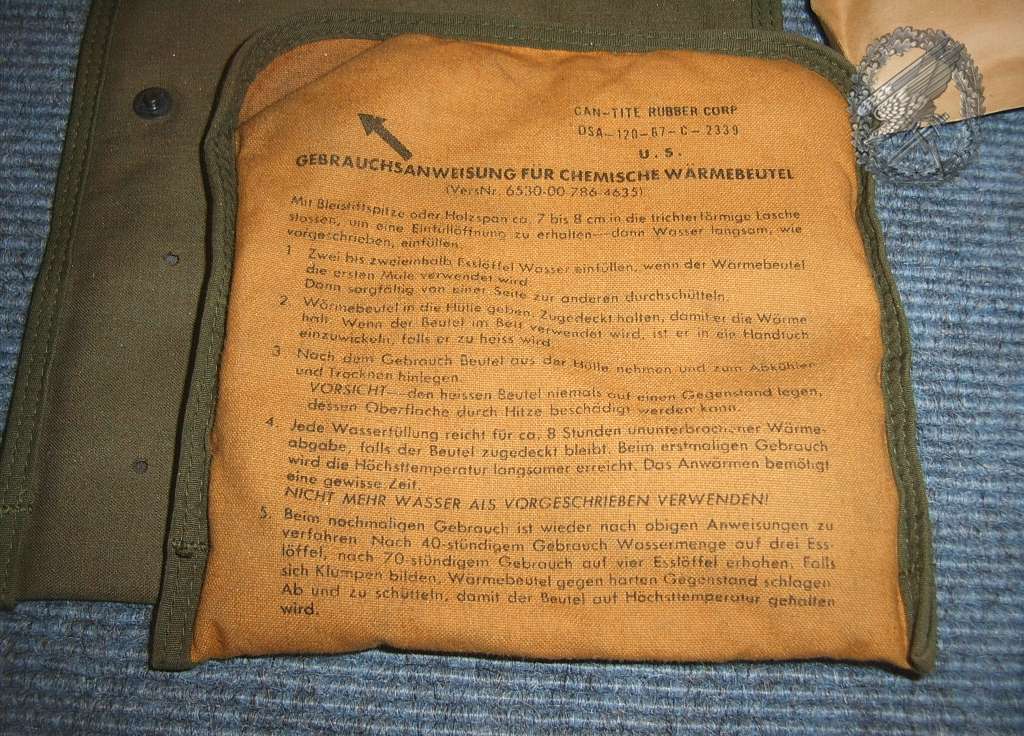 CAN-TITE RUBBER CORP
DSA-120-67-C-2339
U.S.
GEBRAUCHSANWEISUNG FÜR CHEMISCHE WÄRMEBEUTEL
(VersNr. 6530-00-786-4635)
Mit Bleistiftspitze oder Holzspan ca. 7 bis 8 cm in die trichterförmige Lasche
stossen, um eine Einfüllöffnung zu erhalten—dann Wasser langsam, wie
vorgeschrieben, einfüllen.
1 Zwei bis zweieinhalb Esslöffel Wasser einfüllen, wenn der Wärmebeutel
die ersten Male verwendet wird
Dann sorgfältig von einer Seite zur anderen durchschütteln.
2. Wärmebeutel in die Hülle geben. Zugedeckt halten, damit er die Wärme
hält. Wenn der Beutel im Bett verwendet wird, ist er in ein Handtuch
einzuwickeln, falls er zu heiss wird
3 Nach dem Gebrauch Beutel aus der Hülle nehmen und zum Abkühlen
und Trocknen hinlegen.
VORSICHT—den heissen Beutel niemals auf einen Gegenstand legen,
dessen Oberfläche durch Hitze beschädigt werden kann.
4. Jede Wasserfüllung reicht für ca. 8 Stunden ununterbrochener Wärme-
abgabe, falls der Beutel zugedeckt bleibt. Beim erstmaligen Gebrauch
wird die Höchsttemperatur langsamer erreicht. Das Anwärmen bemötigt
eine gewisse Zeit.
NICHT MEHR WASSER ALS VORGESCHRIEBEN VERWENDEN!
5. Beim nochmaligen Gebrauch ist wieder nach obigen Anweisungen zu
verfahren. Nach 40-stündigem Gebrauch Wassermenge auf drei Ess-
löffel, nach 70-stündigem Gebrauch auf vier Esslöffel erhöhen. Falls
sich Klumpen bilden, Wärmebeutel gegen harten Gegenstand schlagen
Ab und zu schütteln, damit der Beutel auf Höchsttemperatur gehalten
wird.